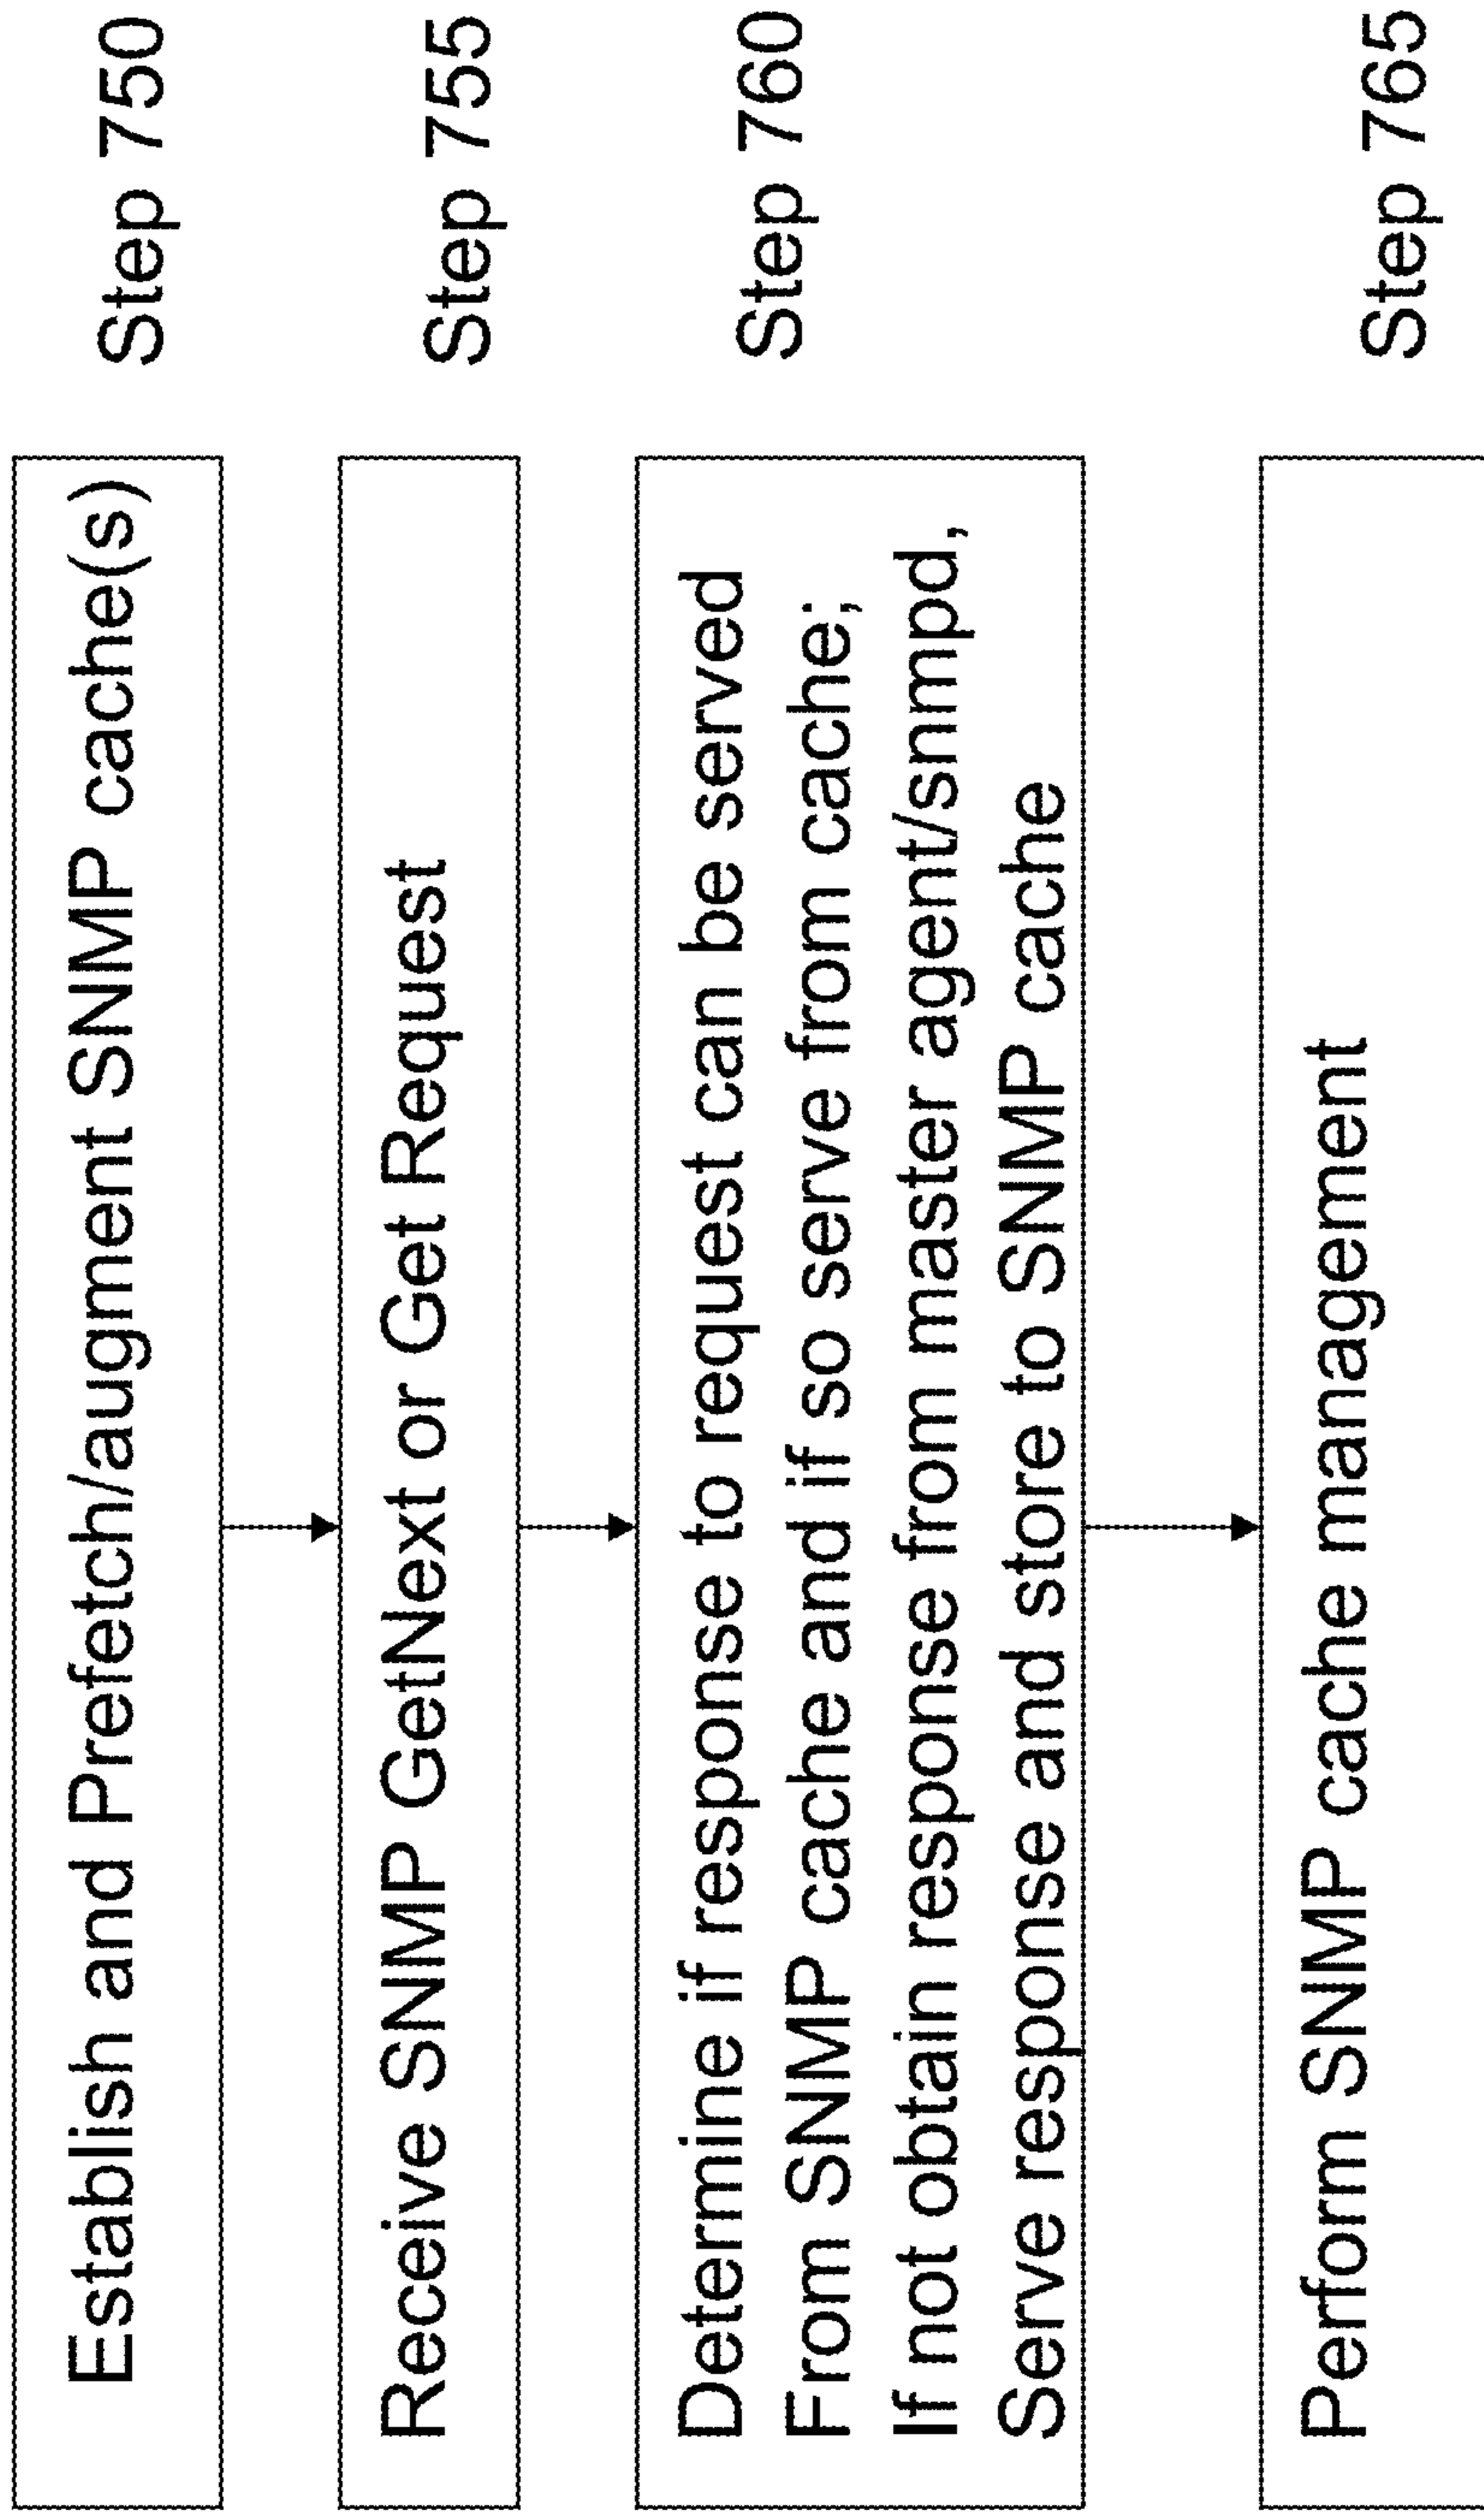 Establish and Prefetch/augment SNMP cache(s)
Step 750
Receive SNMP GetNext or Get Request
Step 755
Determine if response to request can be served
From SNMP cache and if so serve from cache;
If not obtain response from master agent/snmpd,
Serve response and store to SNMP cache
Step 760
Perform SNMP cache management
Step 765